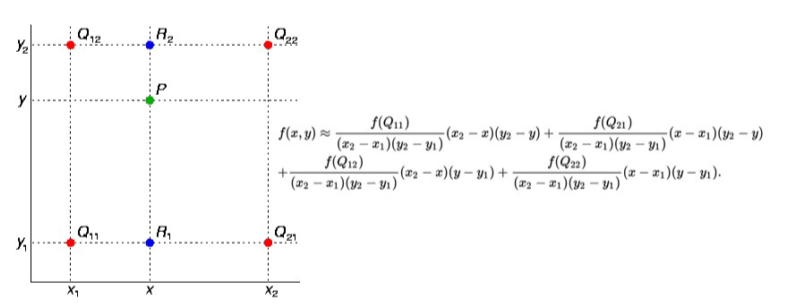 y₂ Q₁₂ R₂ Q₂₂
y P
f(x, y) ≈ f(Q₁₁) / (x₂ − x₁)(y₂ − y₁) (x₂ − x)(y₂ − y) + f(Q₂₁) / (x₂ − x₁)(y₂ − y₁) (x − x₁)(y₂ − y)
+ f(Q₁₂) / (x₂ − x₁)(y₂ − y₁) (x₂ − x)(y − y₁) + f(Q₂₂) / (x₂ − x₁)(y₂ − y₁) (x − x₁)(y − y₁).
y₁ Q₁₁ R₁ Q₂₁
x₁ x x₂